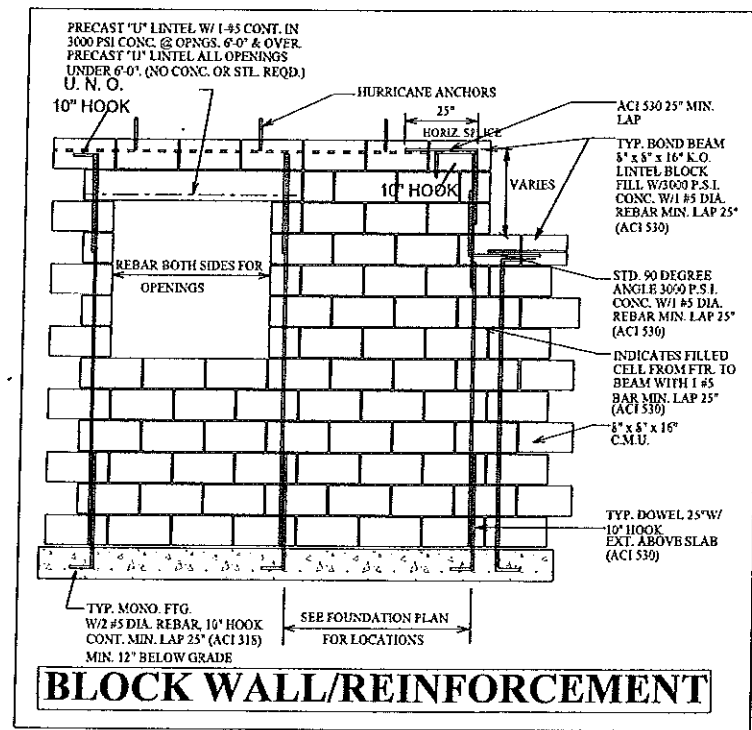 PRECAST "U" LINTEL W/ 1-#5 CONT. IN
3000 PSI CONC. @ OPNGS. 6'-0" & OVER.
PRECAST "U" LINTEL ALL OPENINGS
UNDER 6'-0". (NO CONC. OR STL. REQD.)
U. N. O.
10" HOOK
HURRICANE ANCHORS
25"
HORIZ. SPLICE
ACI 530 25" MIN.
LAP
TYP. BOND BEAM
8" x 8" x 16" K.O.
LINTEL BLOCK
FILL W/3000 P.S.I.
CONC. W/1 #5 DIA.
REBAR MIN. LAP 25"
(ACI 530)
10" HOOK
VARIES
REBAR BOTH SIDES FOR
OPENINGS
STD. 90 DEGREE
ANGLE 3000 P.S.I.
CONC. W/1 #5 DIA.
REBAR MIN. LAP 25"
(ACI 530)
INDICATES FILLED
CELL FROM FTR. TO
BEAM WITH 1 #5
BAR MIN. LAP 25"
(ACI 530)
8" x 8" x 16"
C.M.U.
TYP. DOWEL 25"W/
10" HOOK
EXT. ABOVE SLAB
(ACI 530)
TYP. MONO. FTG.
W/2 #5 DIA. REBAR, 10" HOOK
CONT. MIN. LAP 25" (ACI 318)
MIN. 12" BELOW GRADE
SEE FOUNDATION PLAN
FOR LOCATIONS
BLOCK WALL/REINFORCEMENT